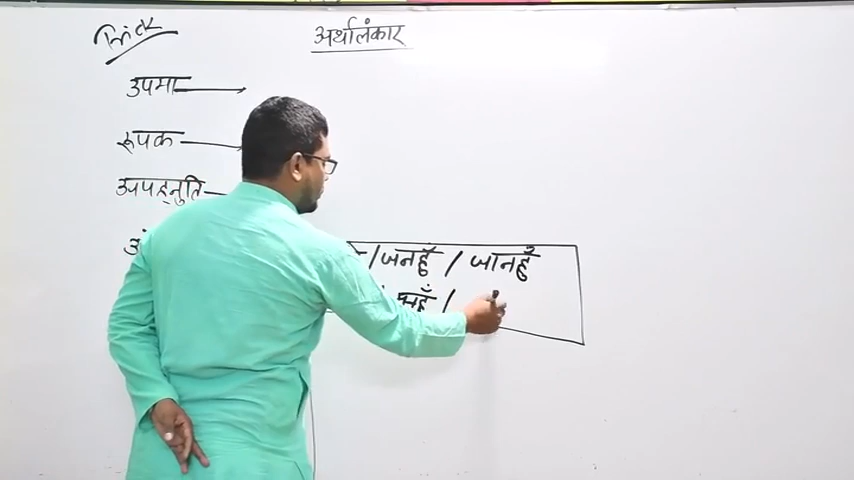 ट्रिक
अर्थालंकार
उपमा
रूपक
अपह्नुति
/ जनहुँ / जानहुँ
/